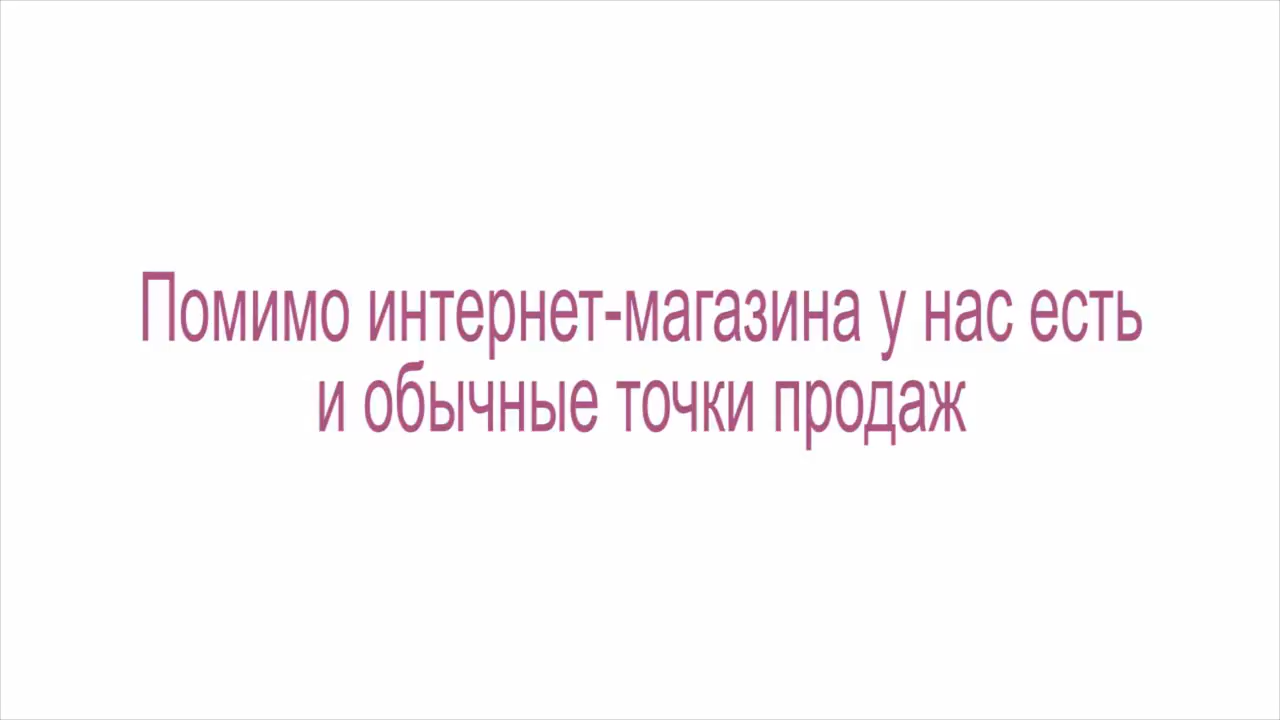 Помимо интернет-магазина у нас есть
и обычные точки продаж